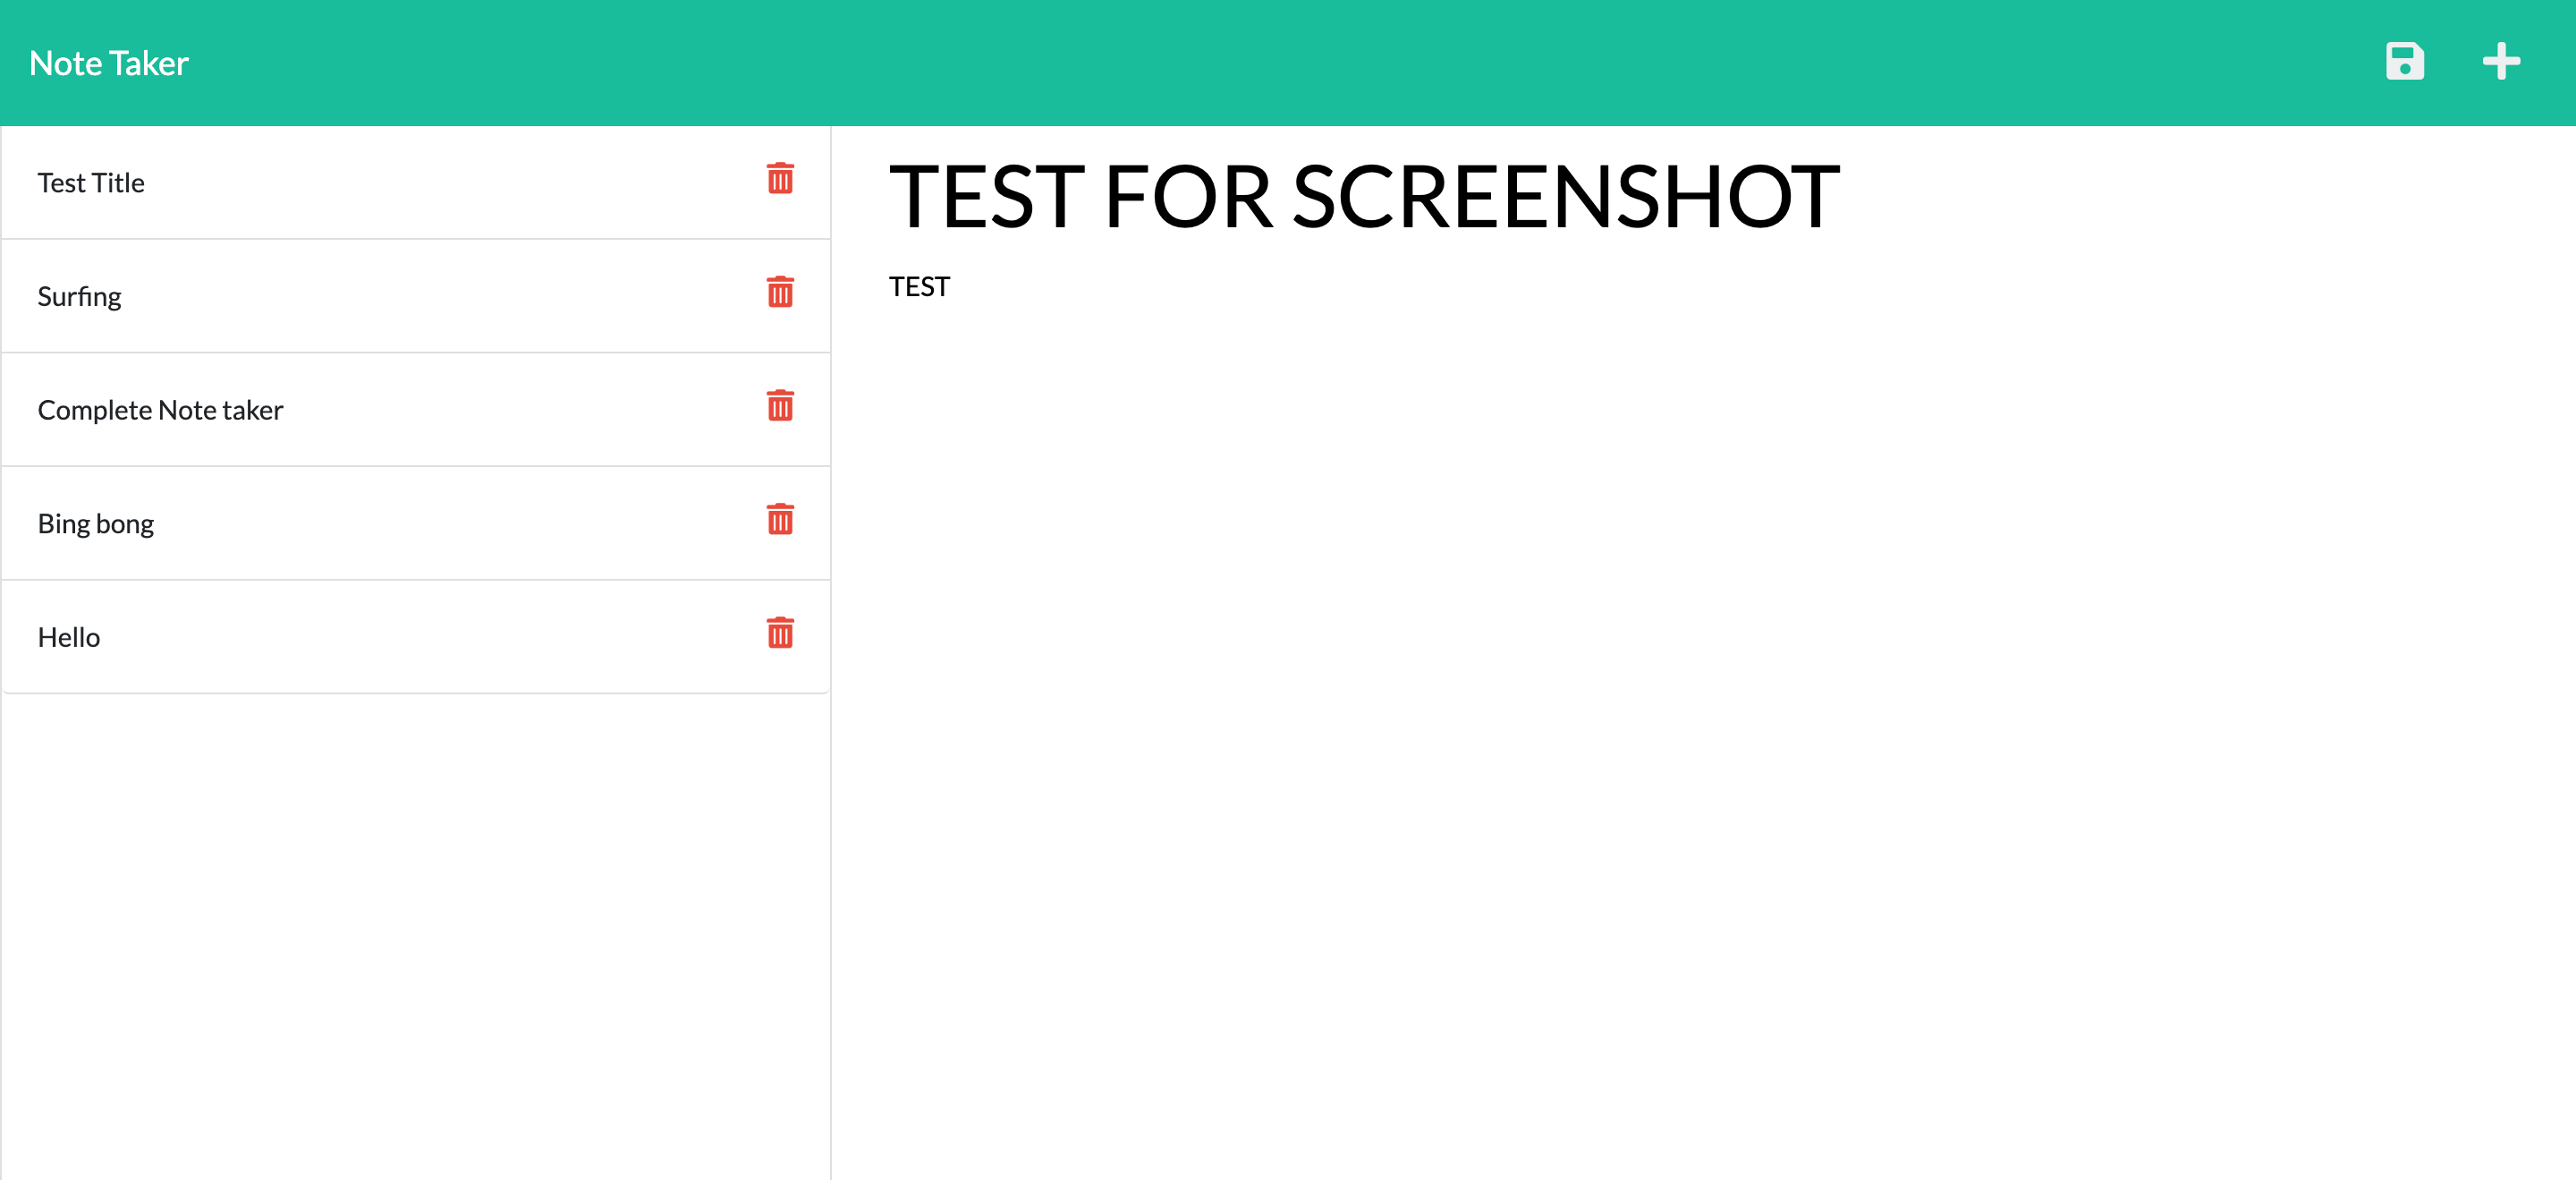 Note Taker
Test Title
Surfing
Complete Note taker
Bing bong
Hello
TEST FOR SCREENSHOT
TEST